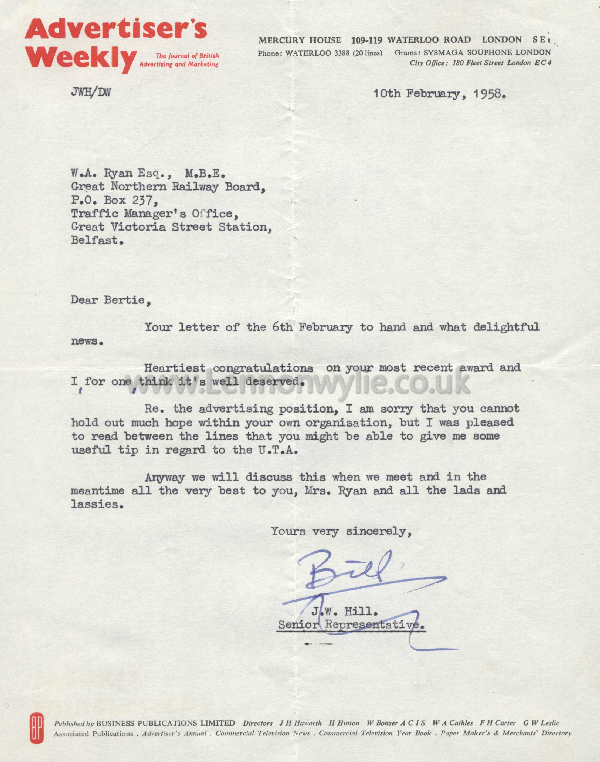 Advertiser's
Weekly
The Journal of British
Advertising and Marketing
MERCURY HOUSE 109-119 WATERLOO ROAD LONDON SE1
Phone: WATERLOO 3388 (20 lines) Grams: SYSMAGA SOUPHONE LONDON
City Office: 180 Fleet Street London EC4
JWH/DW
10th February, 1958.
W.A. Ryan Esq., M.B.E.
Great Northern Railway Board,
P.O. Box 237,
Traffic Manager's Office,
Great Victoria Street Station,
Belfast.
Dear Bertie,
Your letter of the 6th February to hand and what delightful
news.
Heartiest congratulations on your most recent award and
I, for one, think it's well deserved.
www.Lennonwylie.co.uk
Re. the advertising position, I am sorry that you cannot
hold out much hope within your own organisation, but I was pleased
to read between the lines that you might be able to give me some
useful tip in regard to the U.T.A.
Anyway we will discuss this when we meet and in the
meantime all the very best to you, Mrs. Ryan and all the lads and
lassies.
Yours very sincerely,
Bill
J.W. Hill.
Senior Representative.
BP
Published by BUSINESS PUBLICATIONS LIMITED Directors J H Haworth H Hinton W Bonser A C I S W A Cathles F H Carter G W Leslie
Associated Publications . Advertiser's Annual . Commercial Television News . Commercial Television Year Book . Paper Maker's & Merchants' Directory